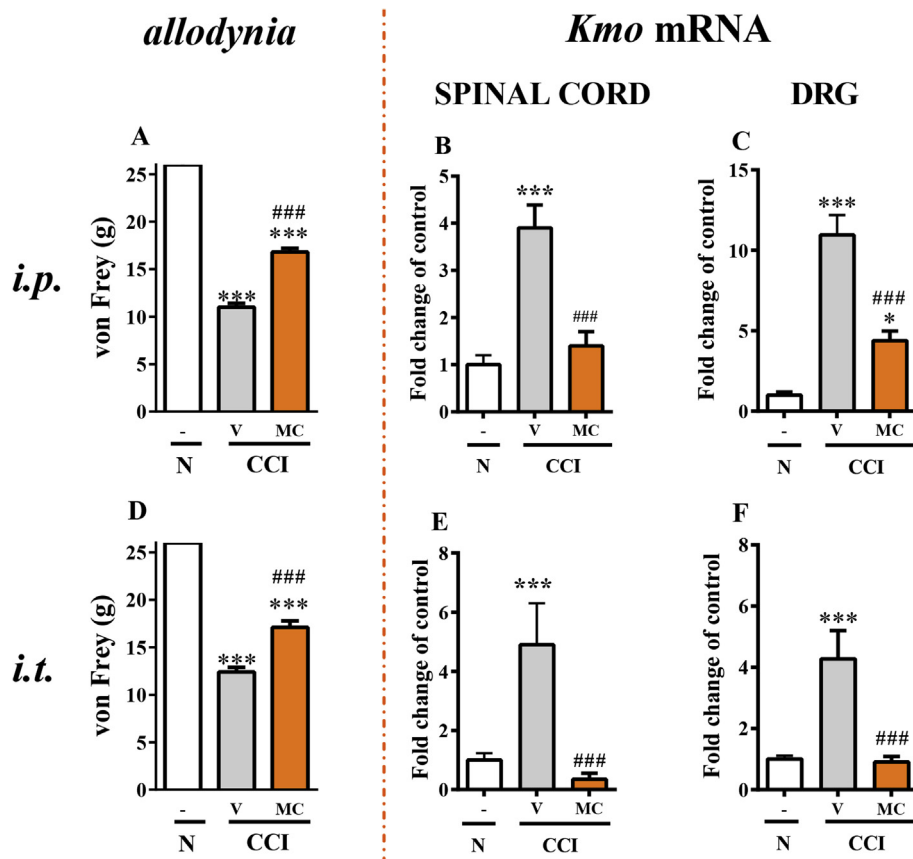 allodynia
Kmo mRNA
SPINAL CORD
DRG
i.p.
A
von Frey (g)
25
20
15
10
5
0
***
###
***
- V MC
N CCI
B
Fold change of control
5
4
3
2
1
0
***
###
- V MC
N CCI
C
Fold change of control
15
10
5
0
***
###
*
- V MC
N CCI
i.t.
D
von Frey (g)
25
20
15
10
5
0
***
###
***
- V MC
N CCI
E
Fold change of control
8
6
4
2
0
***
###
- V MC
N CCI
F
Fold change of control
8
6
4
2
0
***
###
- V MC
N CCI